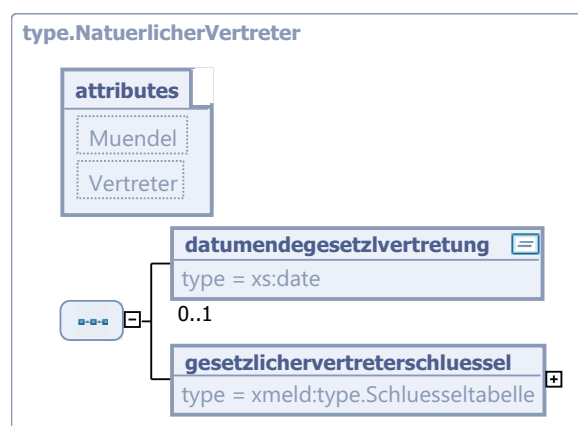 type.NatuerlicherVertreter
attributes
Muendel
Vertreter
datumendegesetzlvertretung
type = xs:date
0..1
gesetzlichervertreterschluessel
type = xmeld:type.Schluesseltabelle